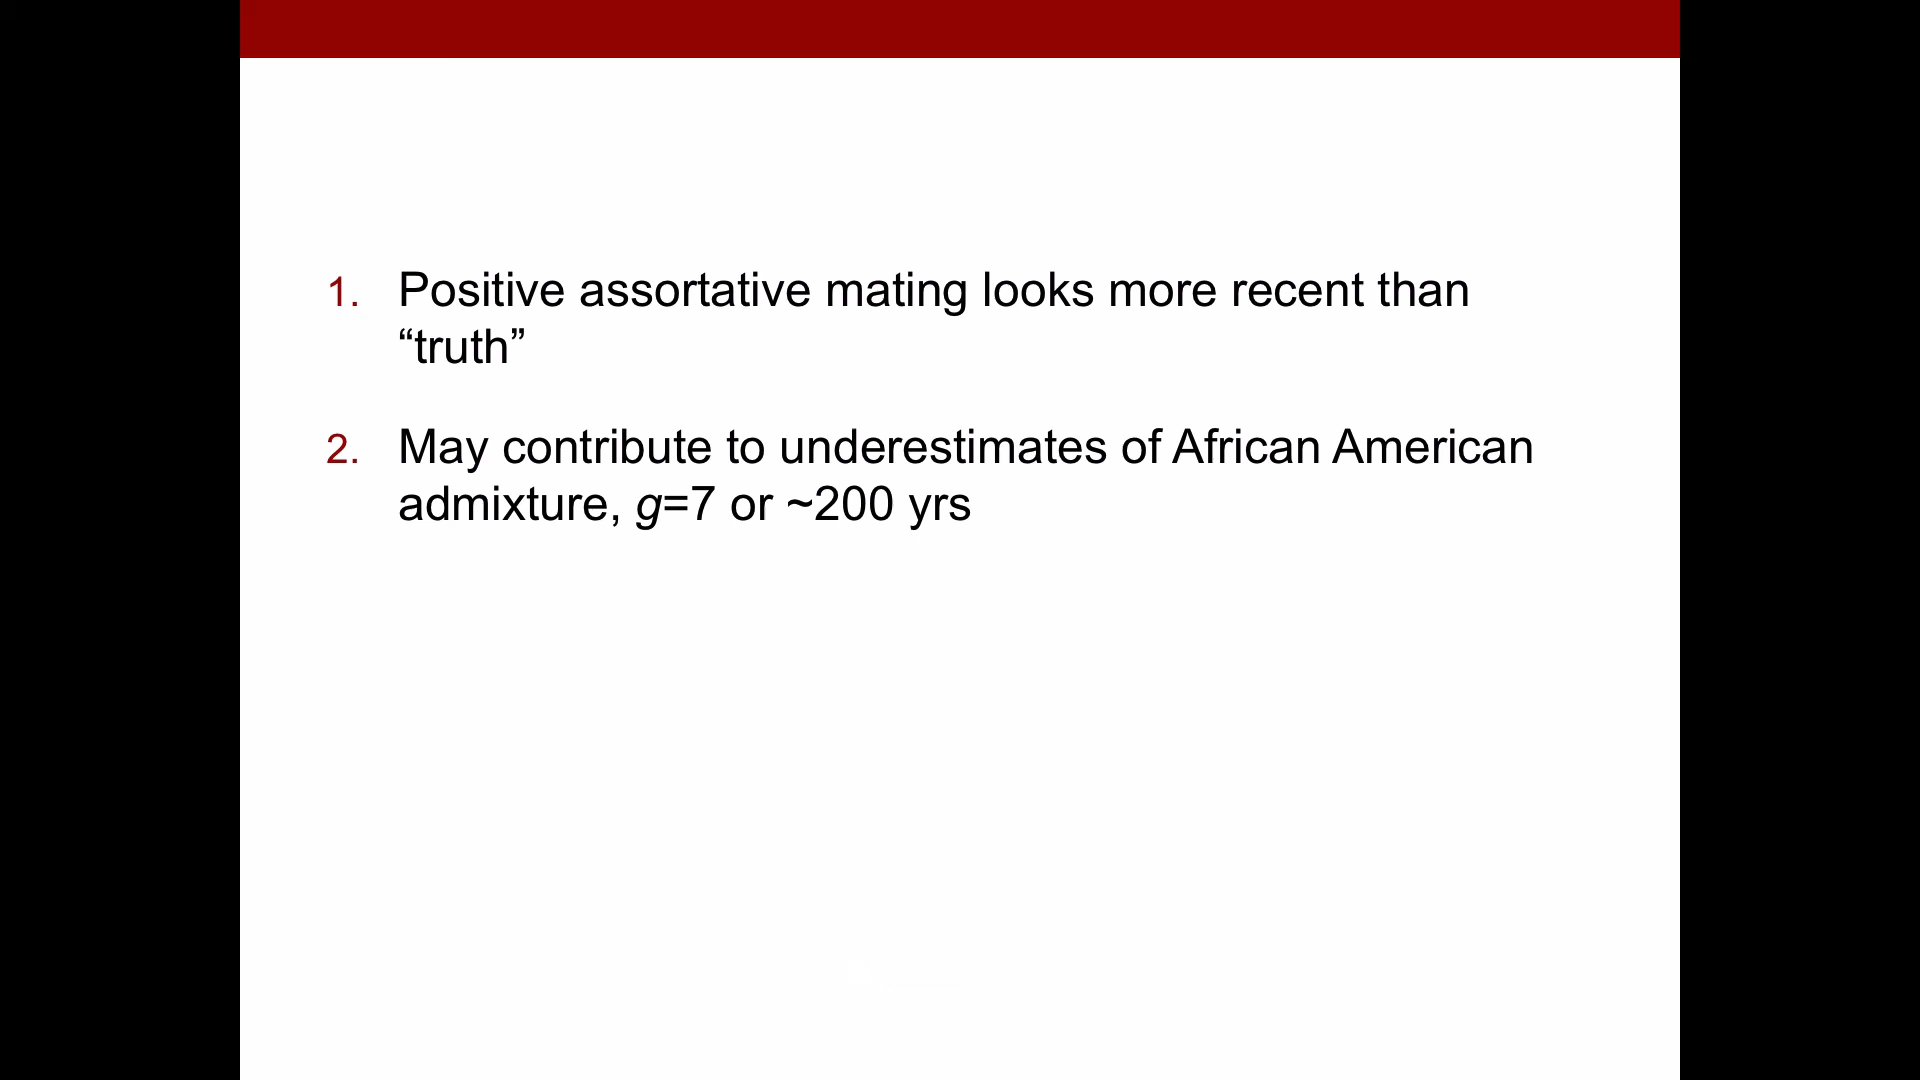 1. Positive assortative mating looks more recent than
“truth”
2. May contribute to underestimates of African American
admixture, g=7 or ~200 yrs